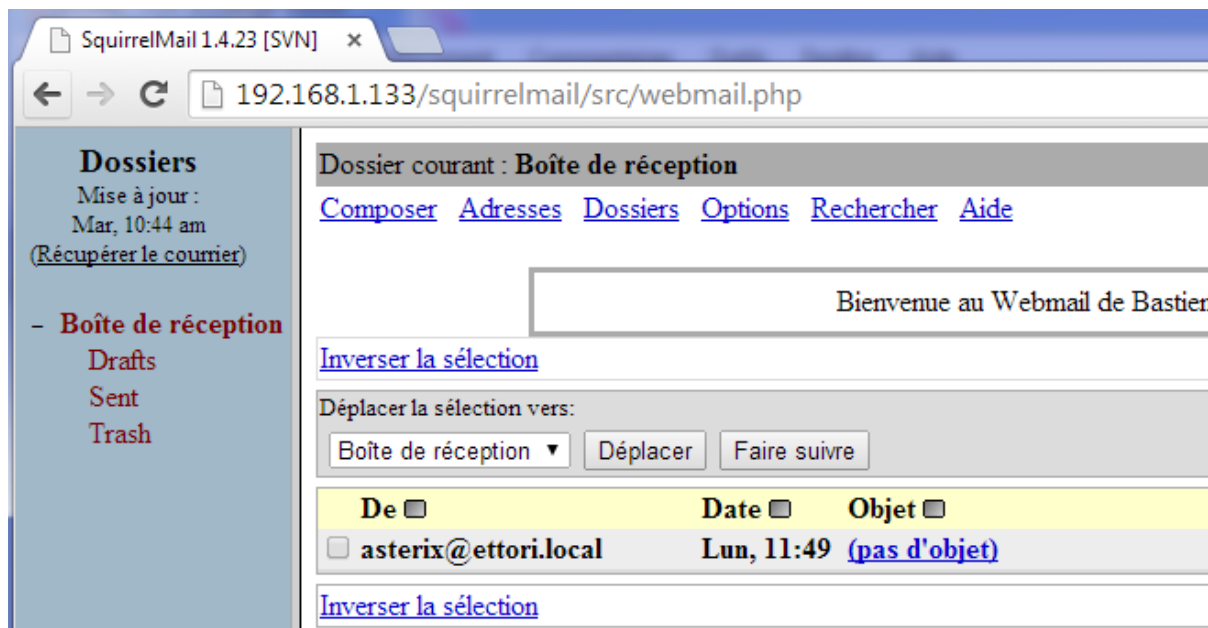 SquirrelMail 1.4.23 [SVN] ×
192.168.1.133/squirrelmail/src/webmail.php
Dossiers
Mise à jour :
Mar, 10:44 am
(Récupérer le courrier)
– Boîte de réception
Drafts
Sent
Trash
Dossier courant : Boîte de réception
Composer Adresses Dossiers Options Rechercher Aide
Bienvenue au Webmail de Bastien
Inverser la sélection
Déplacer la sélection vers:
Boîte de réception ▼ Déplacer Faire suivre
De Date Objet
asterix@ettori.local Lun, 11:49 (pas d'objet)
Inverser la sélection